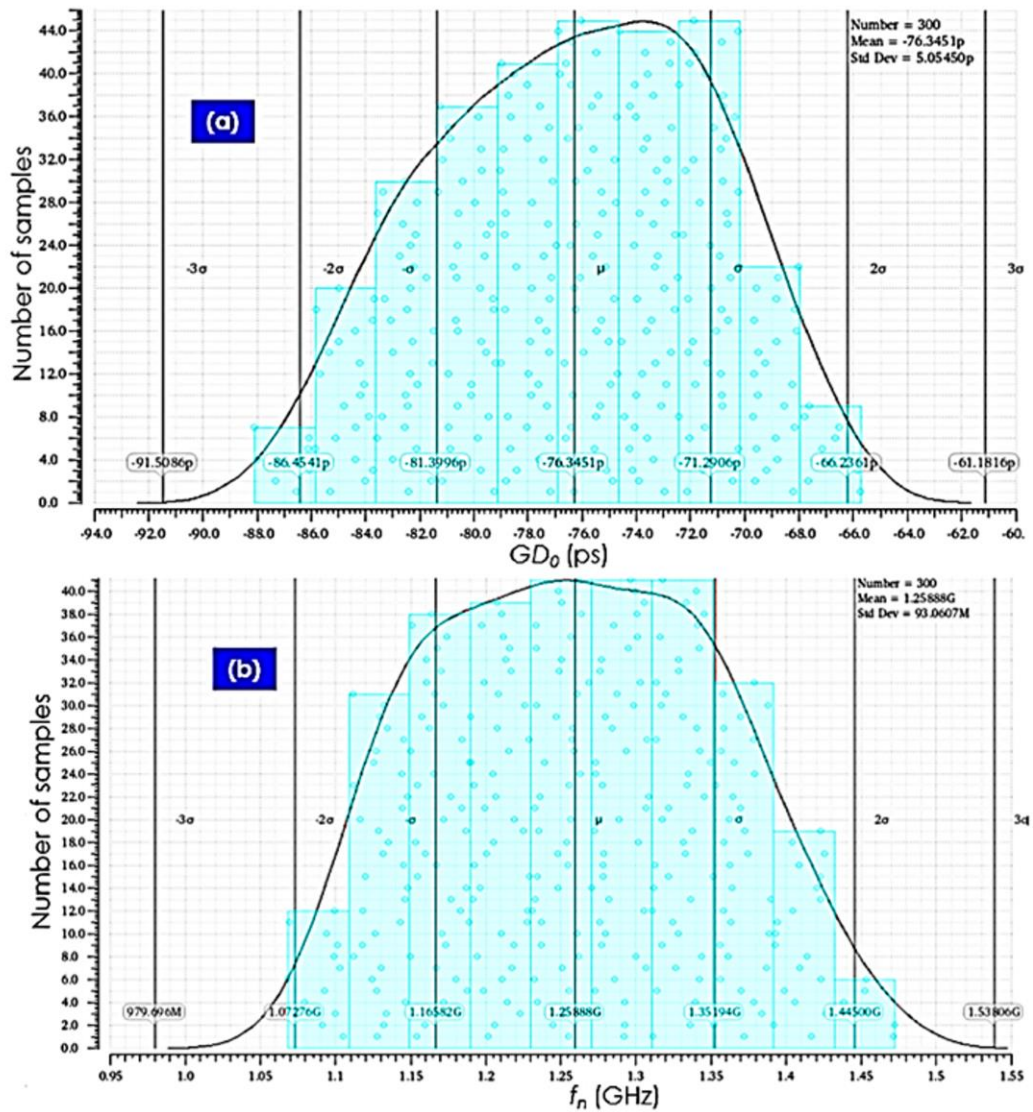 44.0
40.0
36.0
32.0
28.0
24.0
20.0
16.0
12.0
8.0
4.0
0.0
Number of samples
(a)
Number = 300
Mean = -76.3451p
Std Dev = 5.05450p
-3σ -2σ -σ μ σ 2σ 3σ
-91.5086p -86.4541p -81.3996p -76.3451p -71.2906p -66.2361p -61.1816p
-94.0 -92.0 -90.0 -88.0 -86.0 -84.0 -82.0 -80.0 -78.0 -76.0 -74.0 -72.0 -70.0 -68.0 -66.0 -64.0 -62.0 -60.
GD0 (ps)
40.0
38.0
36.0
34.0
32.0
30.0
28.0
26.0
24.0
22.0
20.0
18.0
16.0
14.0
12.0
10.0
8.0
6.0
4.0
2.0
0.0
Number of samples
(b)
Number = 300
Mean = 1.25888G
Std Dev = 93.0607M
-3σ -2σ -σ μ σ 2σ 3σ
979.696M 1.07276G 1.16582G 1.25888G 1.35194G 1.44500G 1.53806G
0.95 1.0 1.05 1.1 1.15 1.2 1.25 1.3 1.35 1.4 1.45 1.5 1.55
fn (GHz)